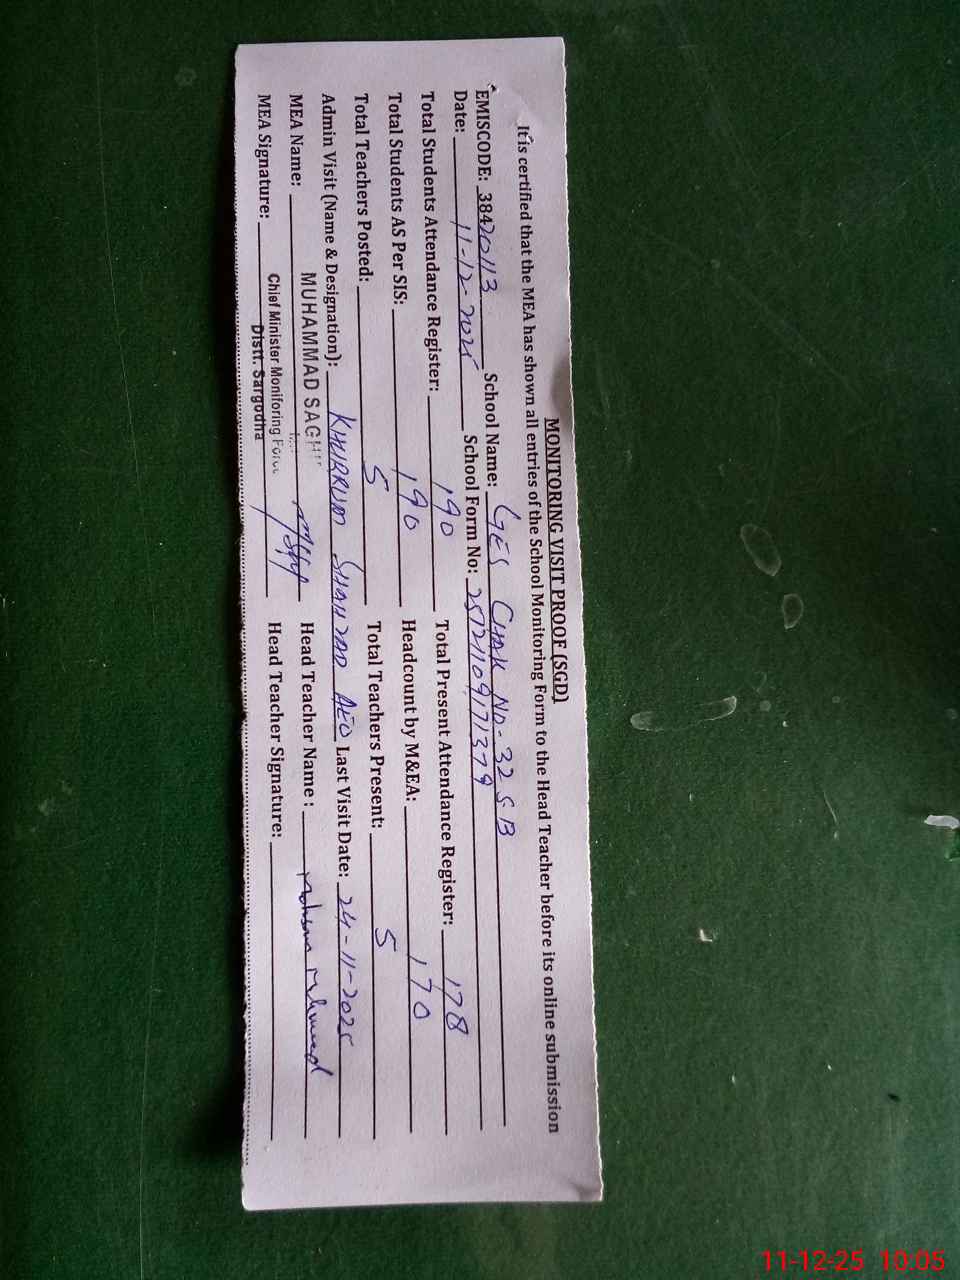 MONITORING VISIT PROOF (SGD)
It is certified that the MEA has shown all entries of the School Monitoring Form to the Head Teacher before its online submission
EMISCODE: 38420113 School Name: GES CHAK NO-32 SB
Date: 11-12-2025 School Form No: 
Total Students Attendance Register: 190 Total Present Attendance Register: 178
Total Students AS Per SIS: 190 Headcount by M&EA: 170
Total Teachers Posted: 5 Total Teachers Present: 5
Admin Visit (Name & Designation): KHURRUM SHAHZAD AEO Last Visit Date: 24-11-2025
MEA Name: MUHAMMAD Head Teacher Name : Mohsan Mehmood
MEA Signature: Chief Minister Monitoring Force Head Teacher Signature:
Distt. Sargodha
11-12-25 10:05